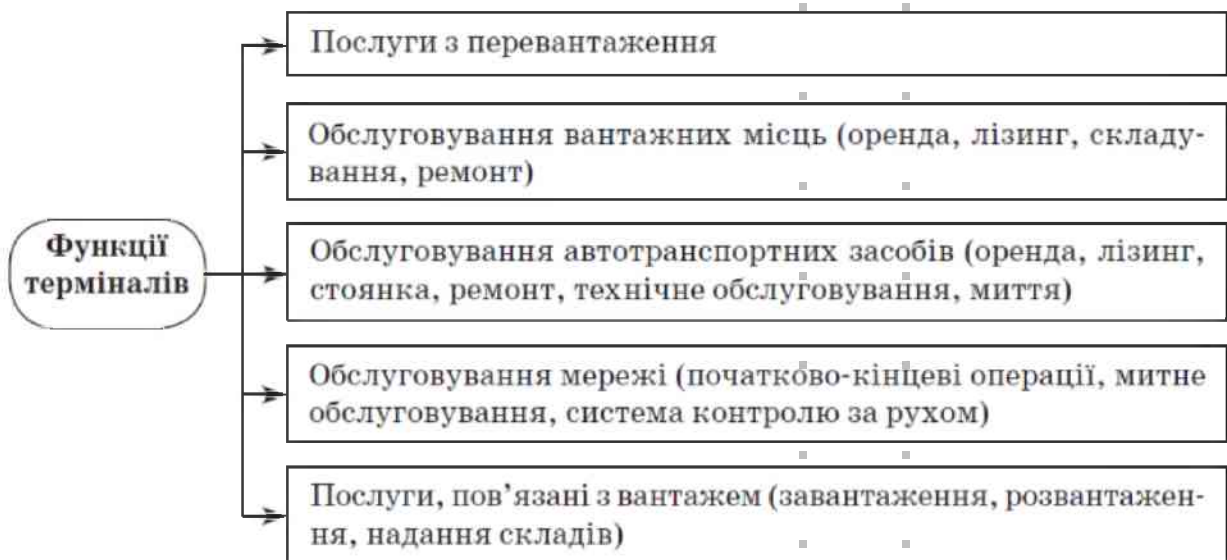 Послуги з перевантаження
Обслуговування вантажних місць (оренда, лізинг, складу-
вання, ремонт)
Функції
терміналів
Обслуговування автотранспортних засобів (оренда, лізинг,
стоянка, ремонт, технічне обслуговування, миття)
Обслуговування мережі (початково-кінцеві операції, митне
обслуговування, система контролю за рухом)
Послуги, пов’язані з вантажем (завантаження, розвантажен-
ня, надання складів)